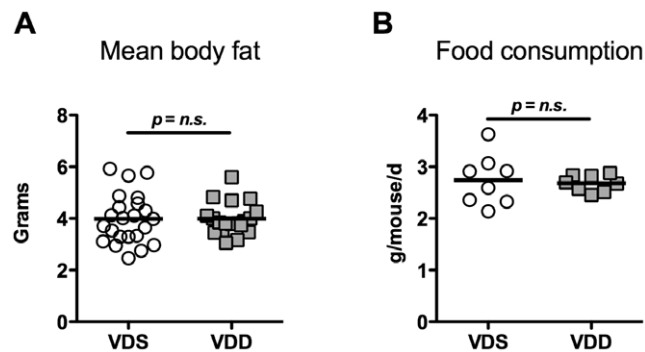 A
Mean body fat
Grams
8
6
4
2
0
p = n.s.
VDS VDD
B
Food consumption
g/mouse/d
4
3
2
1
0
p = n.s.
VDS VDD